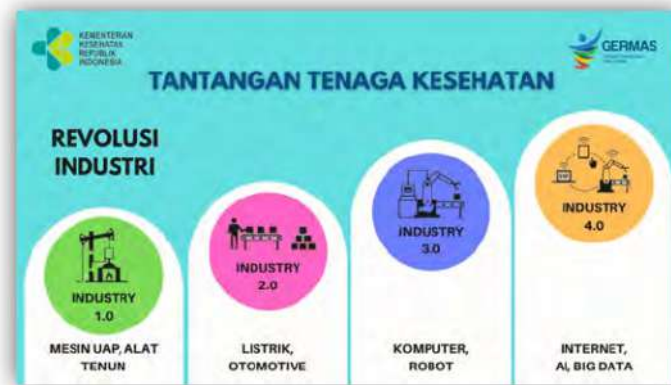 KEMENTERIAN
KESEHATAN
REPUBLIK
INDONESIA
GERMAS
TANTANGAN TENAGA KESEHATAN
REVOLUSI
INDUSTRI
INDUSTRY
1.0
MESIN UAP, ALAT
TENUN
INDUSTRY
2.0
LISTRIK,
OTOMOTIVE
INDUSTRY
3.0
KOMPUTER,
ROBOT
INDUSTRY
4.0
INTERNET,
AI, BIG DATA